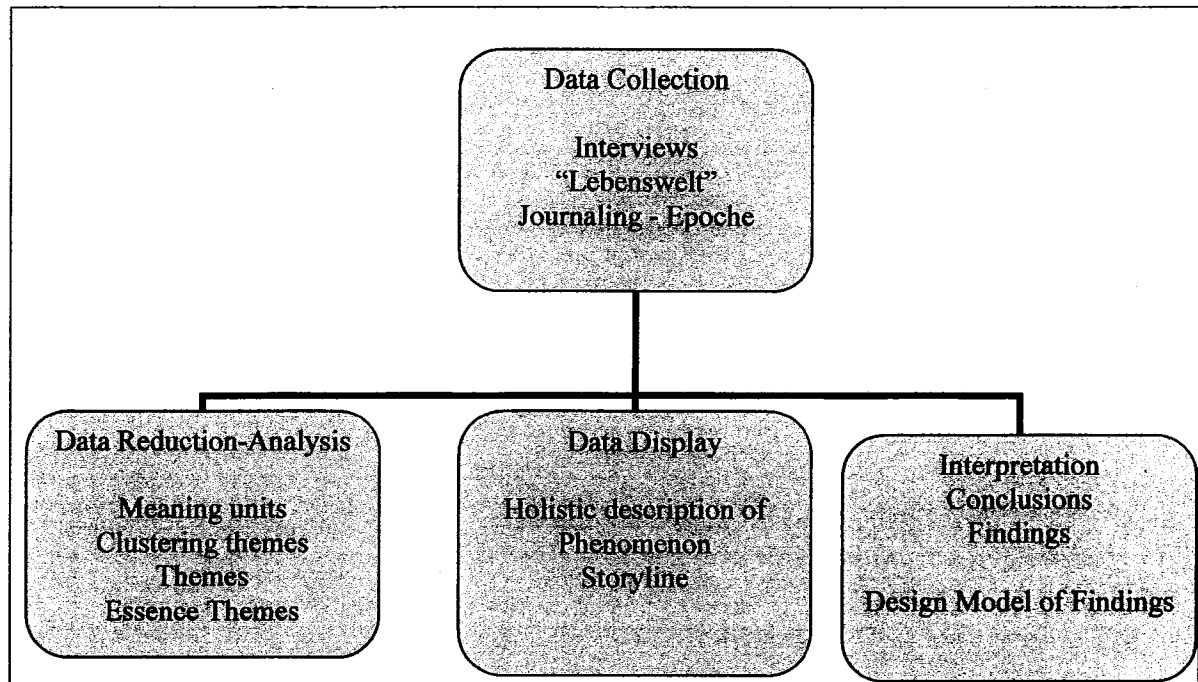 Data Collection
Interviews
“Lebenswelt”
Journaling - Epoche
Data Reduction-Analysis
Meaning units
Clustering themes
Themes
Essence Themes
Data Display
Holistic description of
Phenomenon
Storyline
Interpretation
Conclusions
Findings
Design Model of Findings